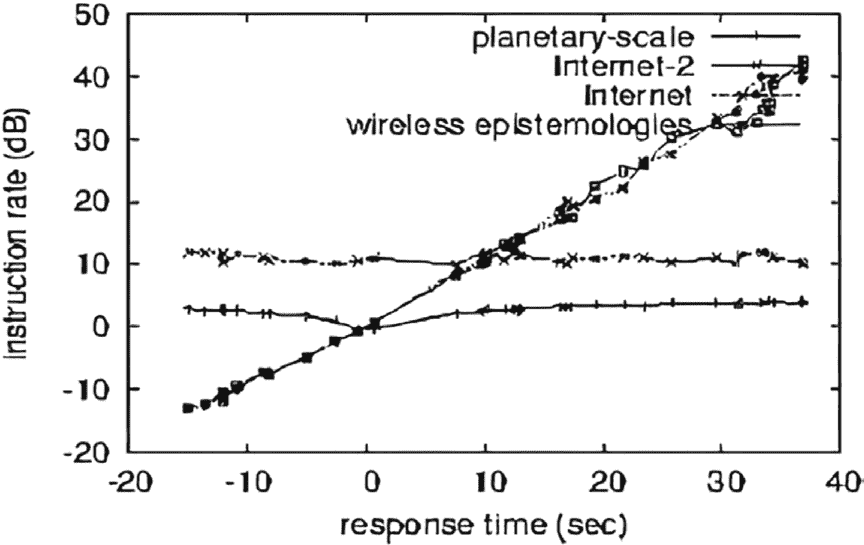 50
40
30
20
10
0
-10
-20
instruction rate (dB)
planetary-scale
Internet-2
Internet
wireless epistemologies
-20
-10
0
10
20
30
40
response time (sec)